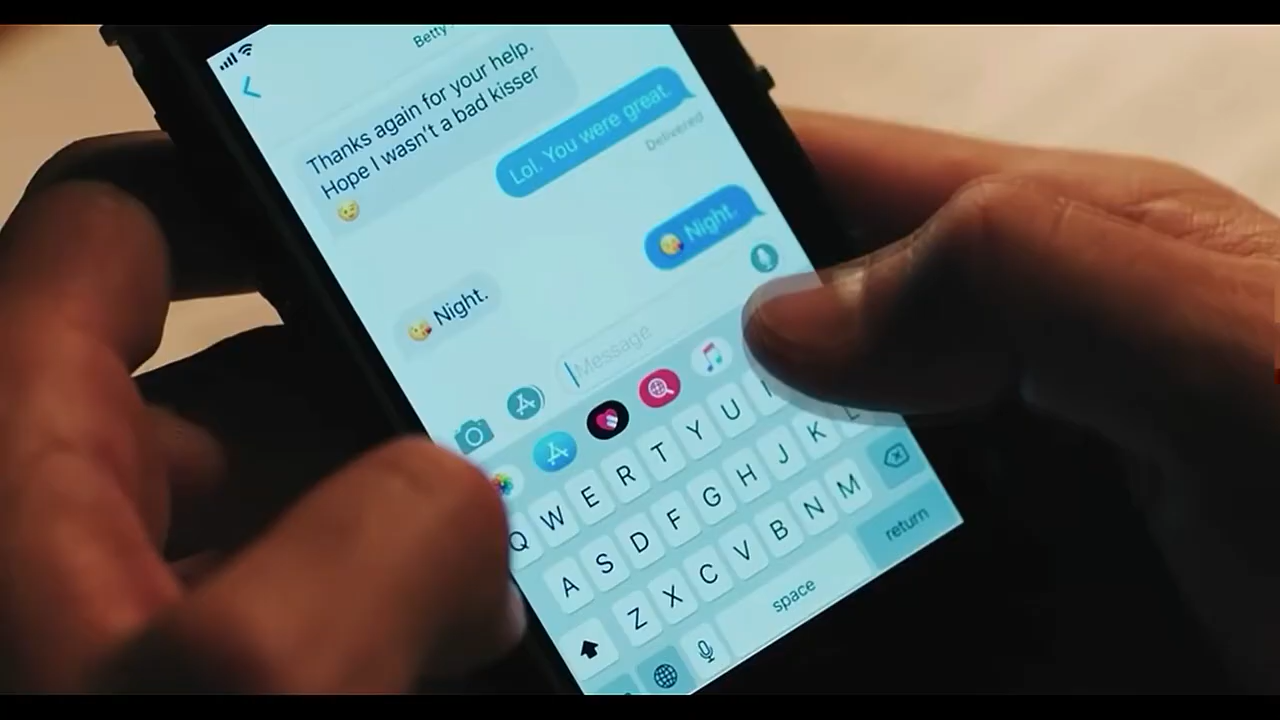 Betty
Thanks again for your help.
Hope I wasn't a bad kisser
😉
Lol. You were great.
Delivered
😘 Night.
😘 Night.
Message
Q W E R T Y U I
A S D F G H J K L
Z X C V B N M
space
return